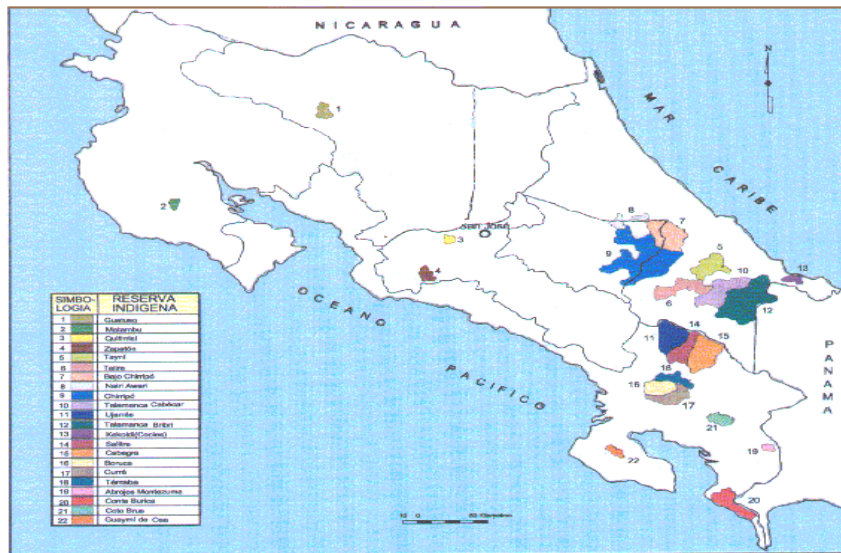 NICARAGUA
N
1
MAR
CARIBE
2
San José
3
8
7
5
9
4
10
13
6
12
OCEANO
PACIFICO
14
11
15
16
PANAMA
17
21
22
19
20
SIMBO-
LOGIA
RESERVA
INDIGENA
1 Guatuso
2 Matambu
3 Quitirrisi
4 Zapatón
5 Tayni
6 Telire
7 Bajo Chirripó
8 Nairi Awari
9 Chirripó
10 Talamanca Cabécar
11 Ujarrás
12 Talamanca Bribri
13 Kekoldi(Cocles)
14 Salitre
15 Cabagra
16 Boruca
17 Curré
18 Térraba
19 Abrojos Montezuma
20 Conte Burica
21 Coto Brus
22 Guaymí de Osa